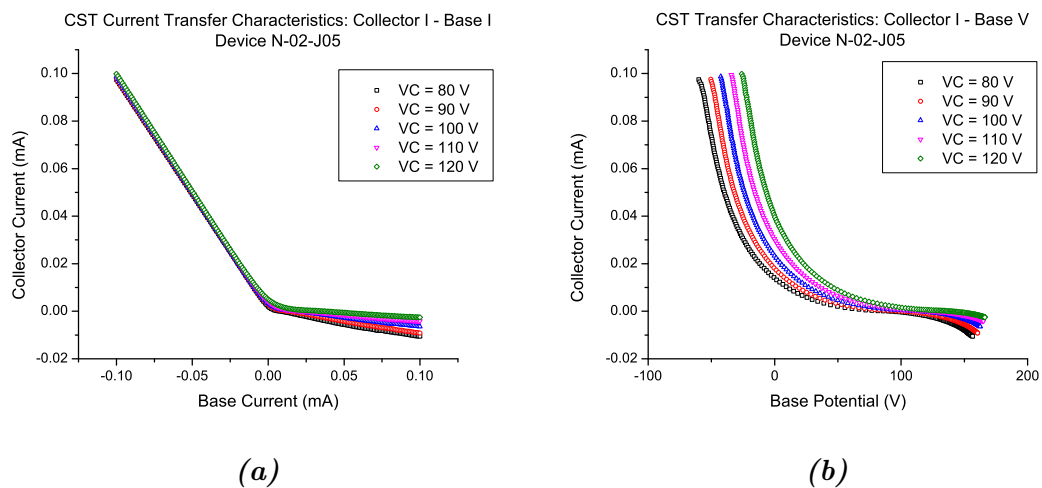 CST Current Transfer Characteristics: Collector I - Base I
Device N-02-J05
0.10
0.08
0.06
0.04
0.02
0.00
-0.02
Collector Current (mA)
VC = 80 V
VC = 90 V
VC = 100 V
VC = 110 V
VC = 120 V
-0.10
-0.05
0.00
0.05
0.10
Base Current (mA)
(a)
CST Transfer Characteristics: Collector I - Base V
Device N-02-J05
0.10
0.08
0.06
0.04
0.02
0.00
-0.02
Collector Current (mA)
VC = 80 V
VC = 90 V
VC = 100 V
VC = 110 V
VC = 120 V
-100
0
100
200
Base Potential (V)
(b)